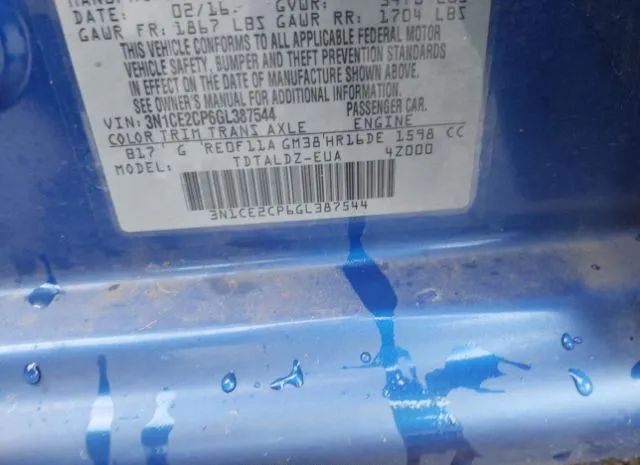 DATE: 02/16 GVWR: LBS
GAWR FR: 1867 LBS GAWR RR: 1704 LBS
THIS VEHICLE CONFORMS TO ALL APPLICABLE FEDERAL MOTOR
VEHICLE SAFETY, BUMPER AND THEFT PREVENTION STANDARDS
IN EFFECT ON THE DATE OF MANUFACTURE SHOWN ABOVE.
SEE OWNER'S MANUAL FOR ADDITIONAL INFORMATION.
VIN: 3N1CE2CP6GL387544 PASSENGER CAR.
COLOR TRIM TRANS AXLE ENGINE
B17 G RE0F11A GM38 HR16DE 1598 CC
MODEL: TDTALDZ-EUA 4Z000
3N1CE2CP6GL387544